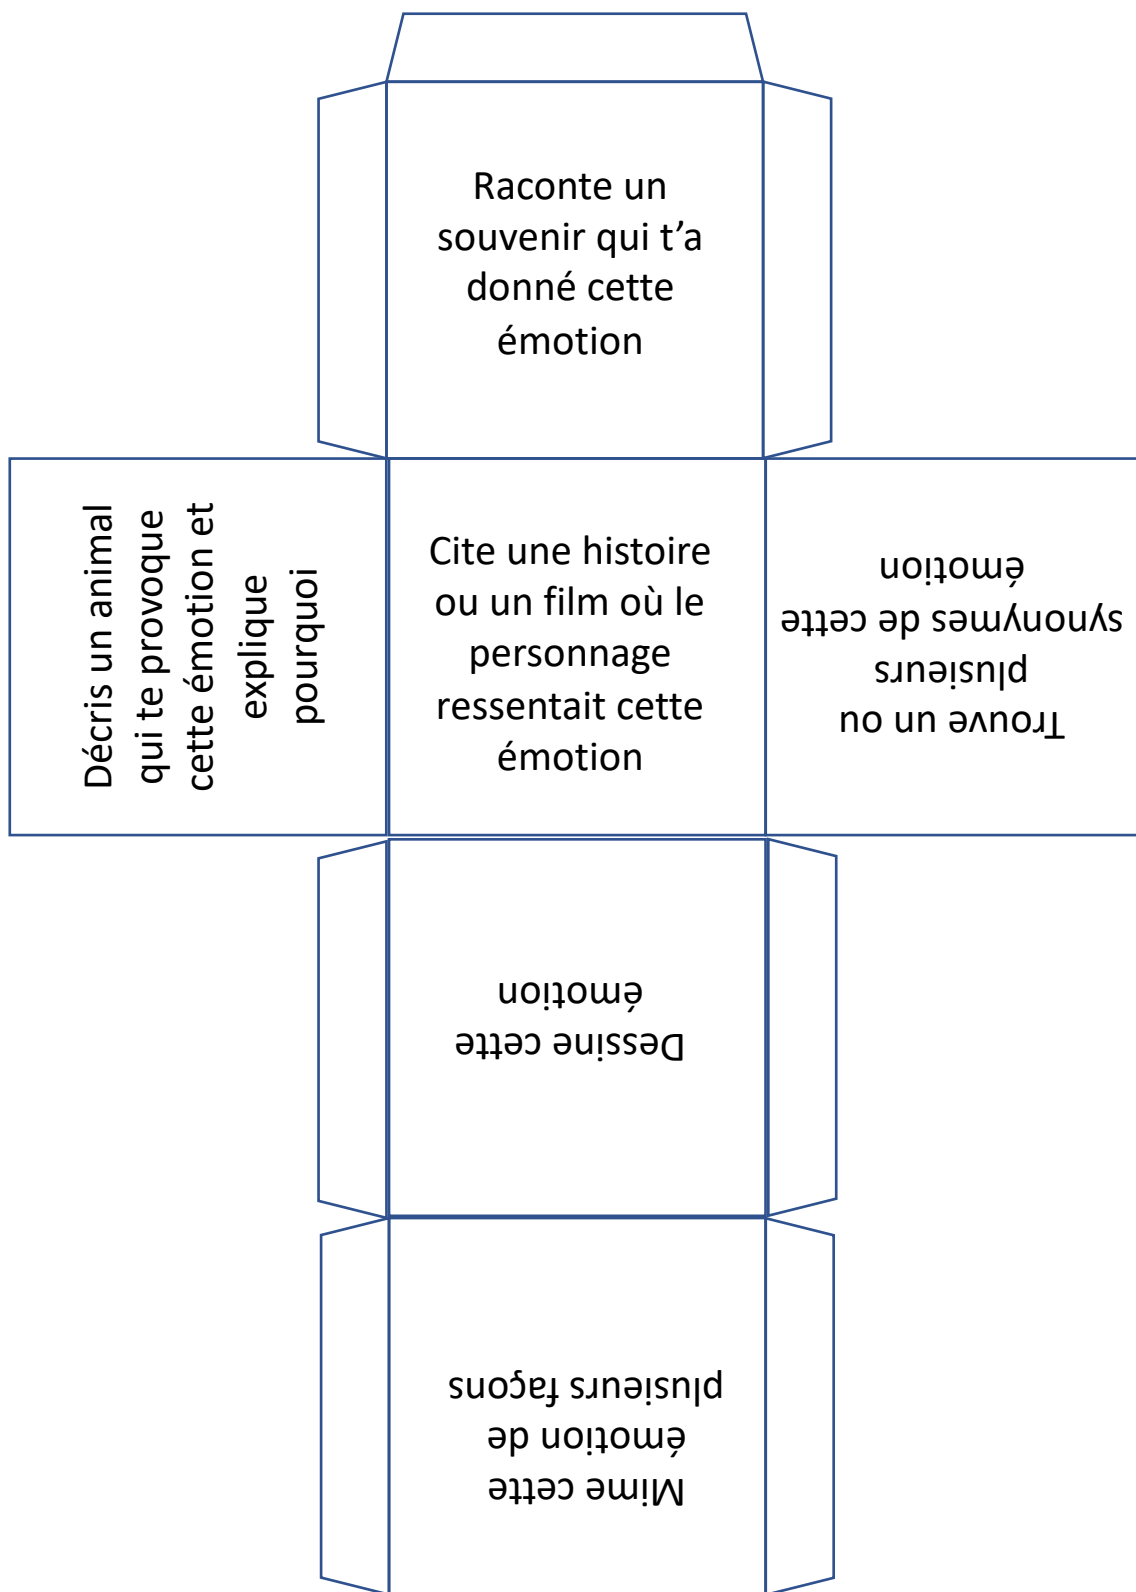 Raconte un
souvenir qui t’a
donné cette
émotion
Décris un animal
qui te provoque
cette émotion et
explique
pourquoi
Cite une histoire
ou un film où le
personnage
ressentait cette
émotion
Trouve un ou
plusieurs
synonymes de cette
émotion
Dessine cette
émotion
Mime cette
émotion de
plusieurs façons